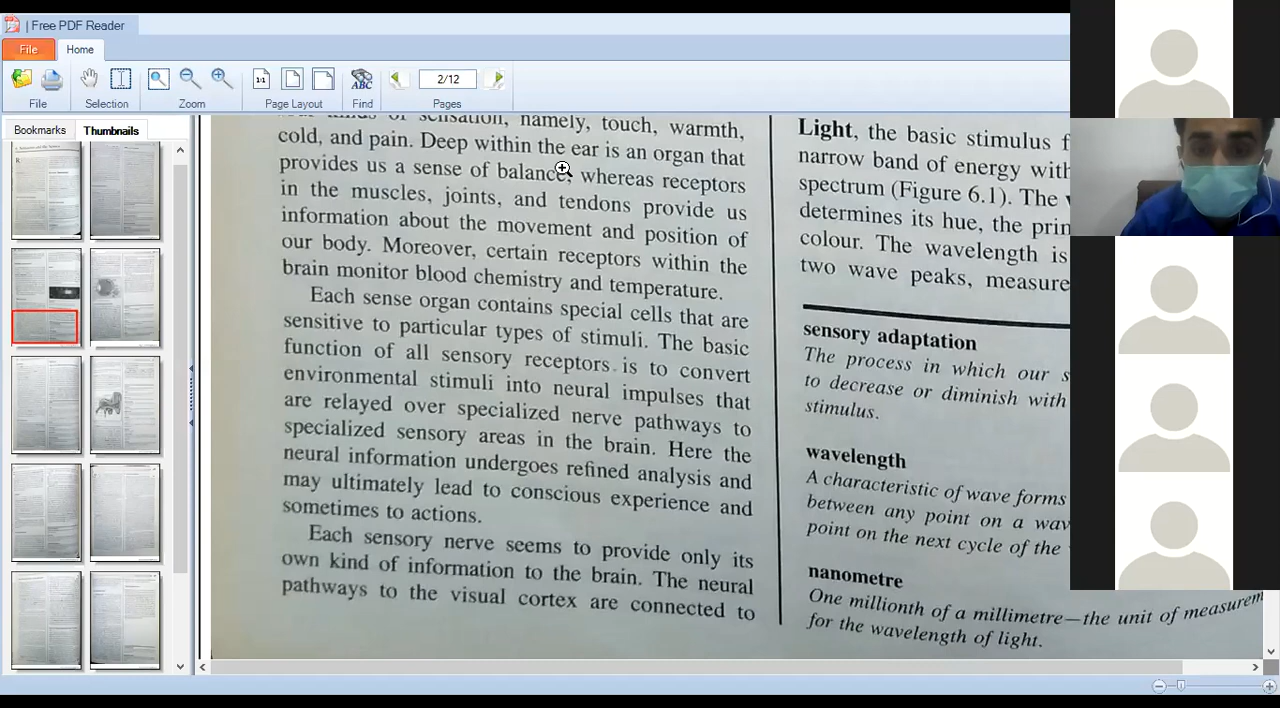 | Free PDF Reader
File
Home
1:1
ABC
2/12
File
Selection
Zoom
Page Layout
Find
Pages
Bookmarks
Thumbnails
of sensation, namely, touch, warmth,
cold, and pain. Deep within the ear is an organ that
provides us a sense of balance, whereas receptors
in the muscles, joints, and tendons provide us
information about the movement and position of
our body. Moreover, certain receptors within the
brain monitor blood chemistry and temperature.
Each sense organ contains special cells that are
sensitive to particular types of stimuli. The basic
function of all sensory receptors is to convert
environmental stimuli into neural impulses that
are relayed over specialized nerve pathways to
specialized sensory areas in the brain. Here the
neural information undergoes refined analysis and
may ultimately lead to conscious experience and
sometimes to actions.
Each sensory nerve seems to provide only its
own kind of information to the brain. The neural
pathways to the visual cortex are connected to
Light, the basic stimulus f
narrow band of energy with
spectrum (Figure 6.1). The
determines its hue, the prin
colour. The wavelength is
two wave peaks, measure
sensory adaptation
The process in which our s
to decrease or diminish with
stimulus.
wavelength
A characteristic of wave forms
between any point on a wav
point on the next cycle of the
nanometre
One millionth of a millimetre—the unit of measurem
for the wavelength of light.